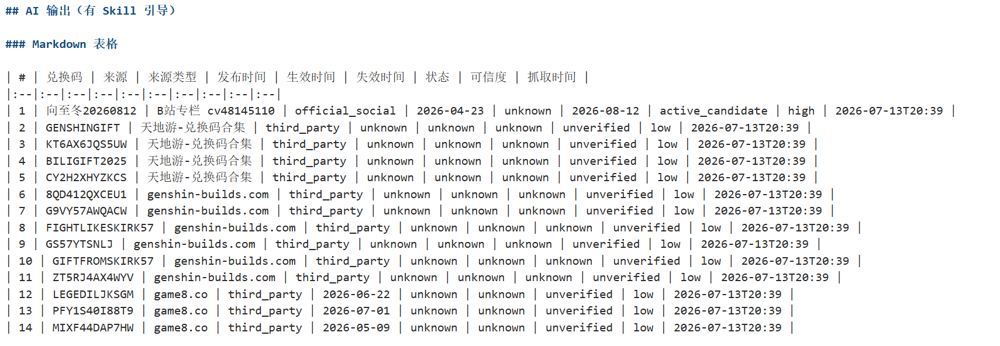 ## AI 输出（有 Skill 引导）
### Markdown 表格
| # | 兑换码 | 来源 | 来源类型 | 发布时间 | 生效时间 | 失效时间 | 状态 | 可信度 | 抓取时间 |
|:--|:--|:--|:--|:--|:--|:--|:--|:--|:--|
| 1 | 向至冬20260812 | B站专栏 cv48145110 | official_social | 2026-04-23 | unknown | 2026-08-12 | active_candidate | high | 2026-07-13T20:39 |
| 2 | GENSHINGIFT | 天地游-兑换码合集 | third_party | unknown | unknown | unknown | unverified | low | 2026-07-13T20:39 |
| 3 | KT6AX6JQS5UW | 天地游-兑换码合集 | third_party | unknown | unknown | unknown | unverified | low | 2026-07-13T20:39 |
| 4 | BILIGIFT2025 | 天地游-兑换码合集 | third_party | unknown | unknown | unknown | unverified | low | 2026-07-13T20:39 |
| 5 | CY2H2XHYZKCS | 天地游-兑换码合集 | third_party | unknown | unknown | unknown | unverified | low | 2026-07-13T20:39 |
| 6 | 8QD412QXCEU1 | genshin-builds.com | third_party | unknown | unknown | unknown | unverified | low | 2026-07-13T20:39 |
| 7 | G9VY57AWQACW | genshin-builds.com | third_party | unknown | unknown | unknown | unverified | low | 2026-07-13T20:39 |
| 8 | FIGHTLIKESKIRK57 | genshin-builds.com | third_party | unknown | unknown | unknown | unverified | low | 2026-07-13T20:39 |
| 9 | GS57YTSNLJ | genshin-builds.com | third_party | unknown | unknown | unknown | unverified | low | 2026-07-13T20:39 |
| 10 | GIFTFROMSKIRK57 | genshin-builds.com | third_party | unknown | unknown | unknown | unverified | low | 2026-07-13T20:39 |
| 11 | ZT5RJ4AX4WYV | genshin-builds.com | third_party | unknown | unknown | unknown | unverified | low | 2026-07-13T20:39 |
| 12 | LEGEDILJKSGM | game8.co | third_party | 2026-06-22 | unknown | unknown | unverified | low | 2026-07-13T20:39 |
| 13 | PFY1S40I88T9 | game8.co | third_party | 2026-07-01 | unknown | unknown | unverified | low | 2026-07-13T20:39 |
| 14 | MIXF44DAP7HW | game8.co | third_party | 2026-05-09 | unknown | unknown | unverified | low | 2026-07-13T20:39 |